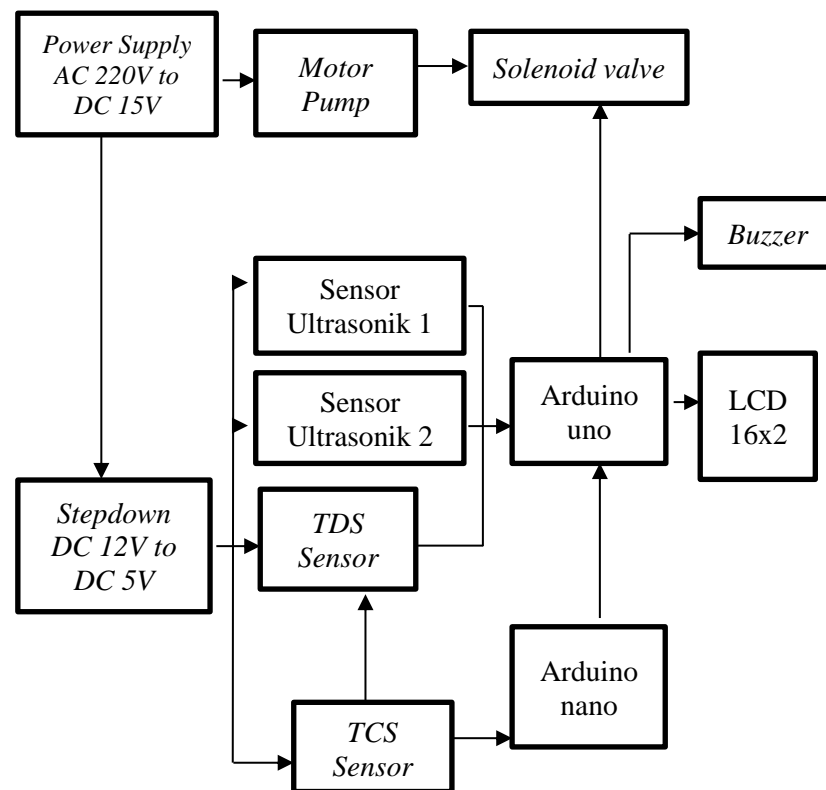 Power Supply
AC 220V to
DC 15V
Motor
Pump
Solenoid valve
Buzzer
Sensor
Ultrasonik 1
Sensor
Ultrasonik 2
Arduino
uno
LCD
16x2
Stepdown
DC 12V to
DC 5V
TDS
Sensor
TCS
Sensor
Arduino
nano